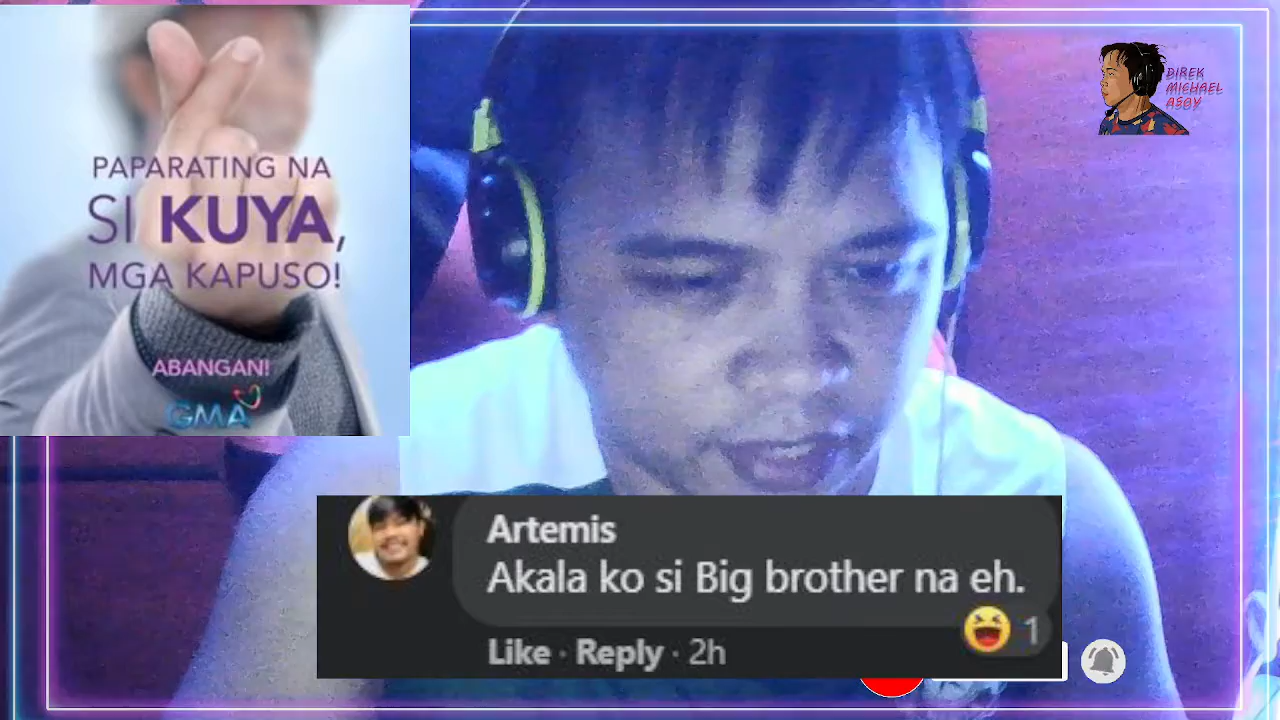 PAPARATING NA
SI KUYA,
MGA KAPUSO!
ABANGAN!
GMA
DIREK
MICHAEL
ASOY
Artemis
Akala ko si Big brother na eh.
1
Like · Reply · 2h